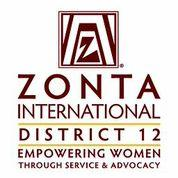 ZONTA
INTERNATIONAL
DISTRICT 12
EMPOWERING WOMEN
THROUGH SERVICE & ADVOCACY